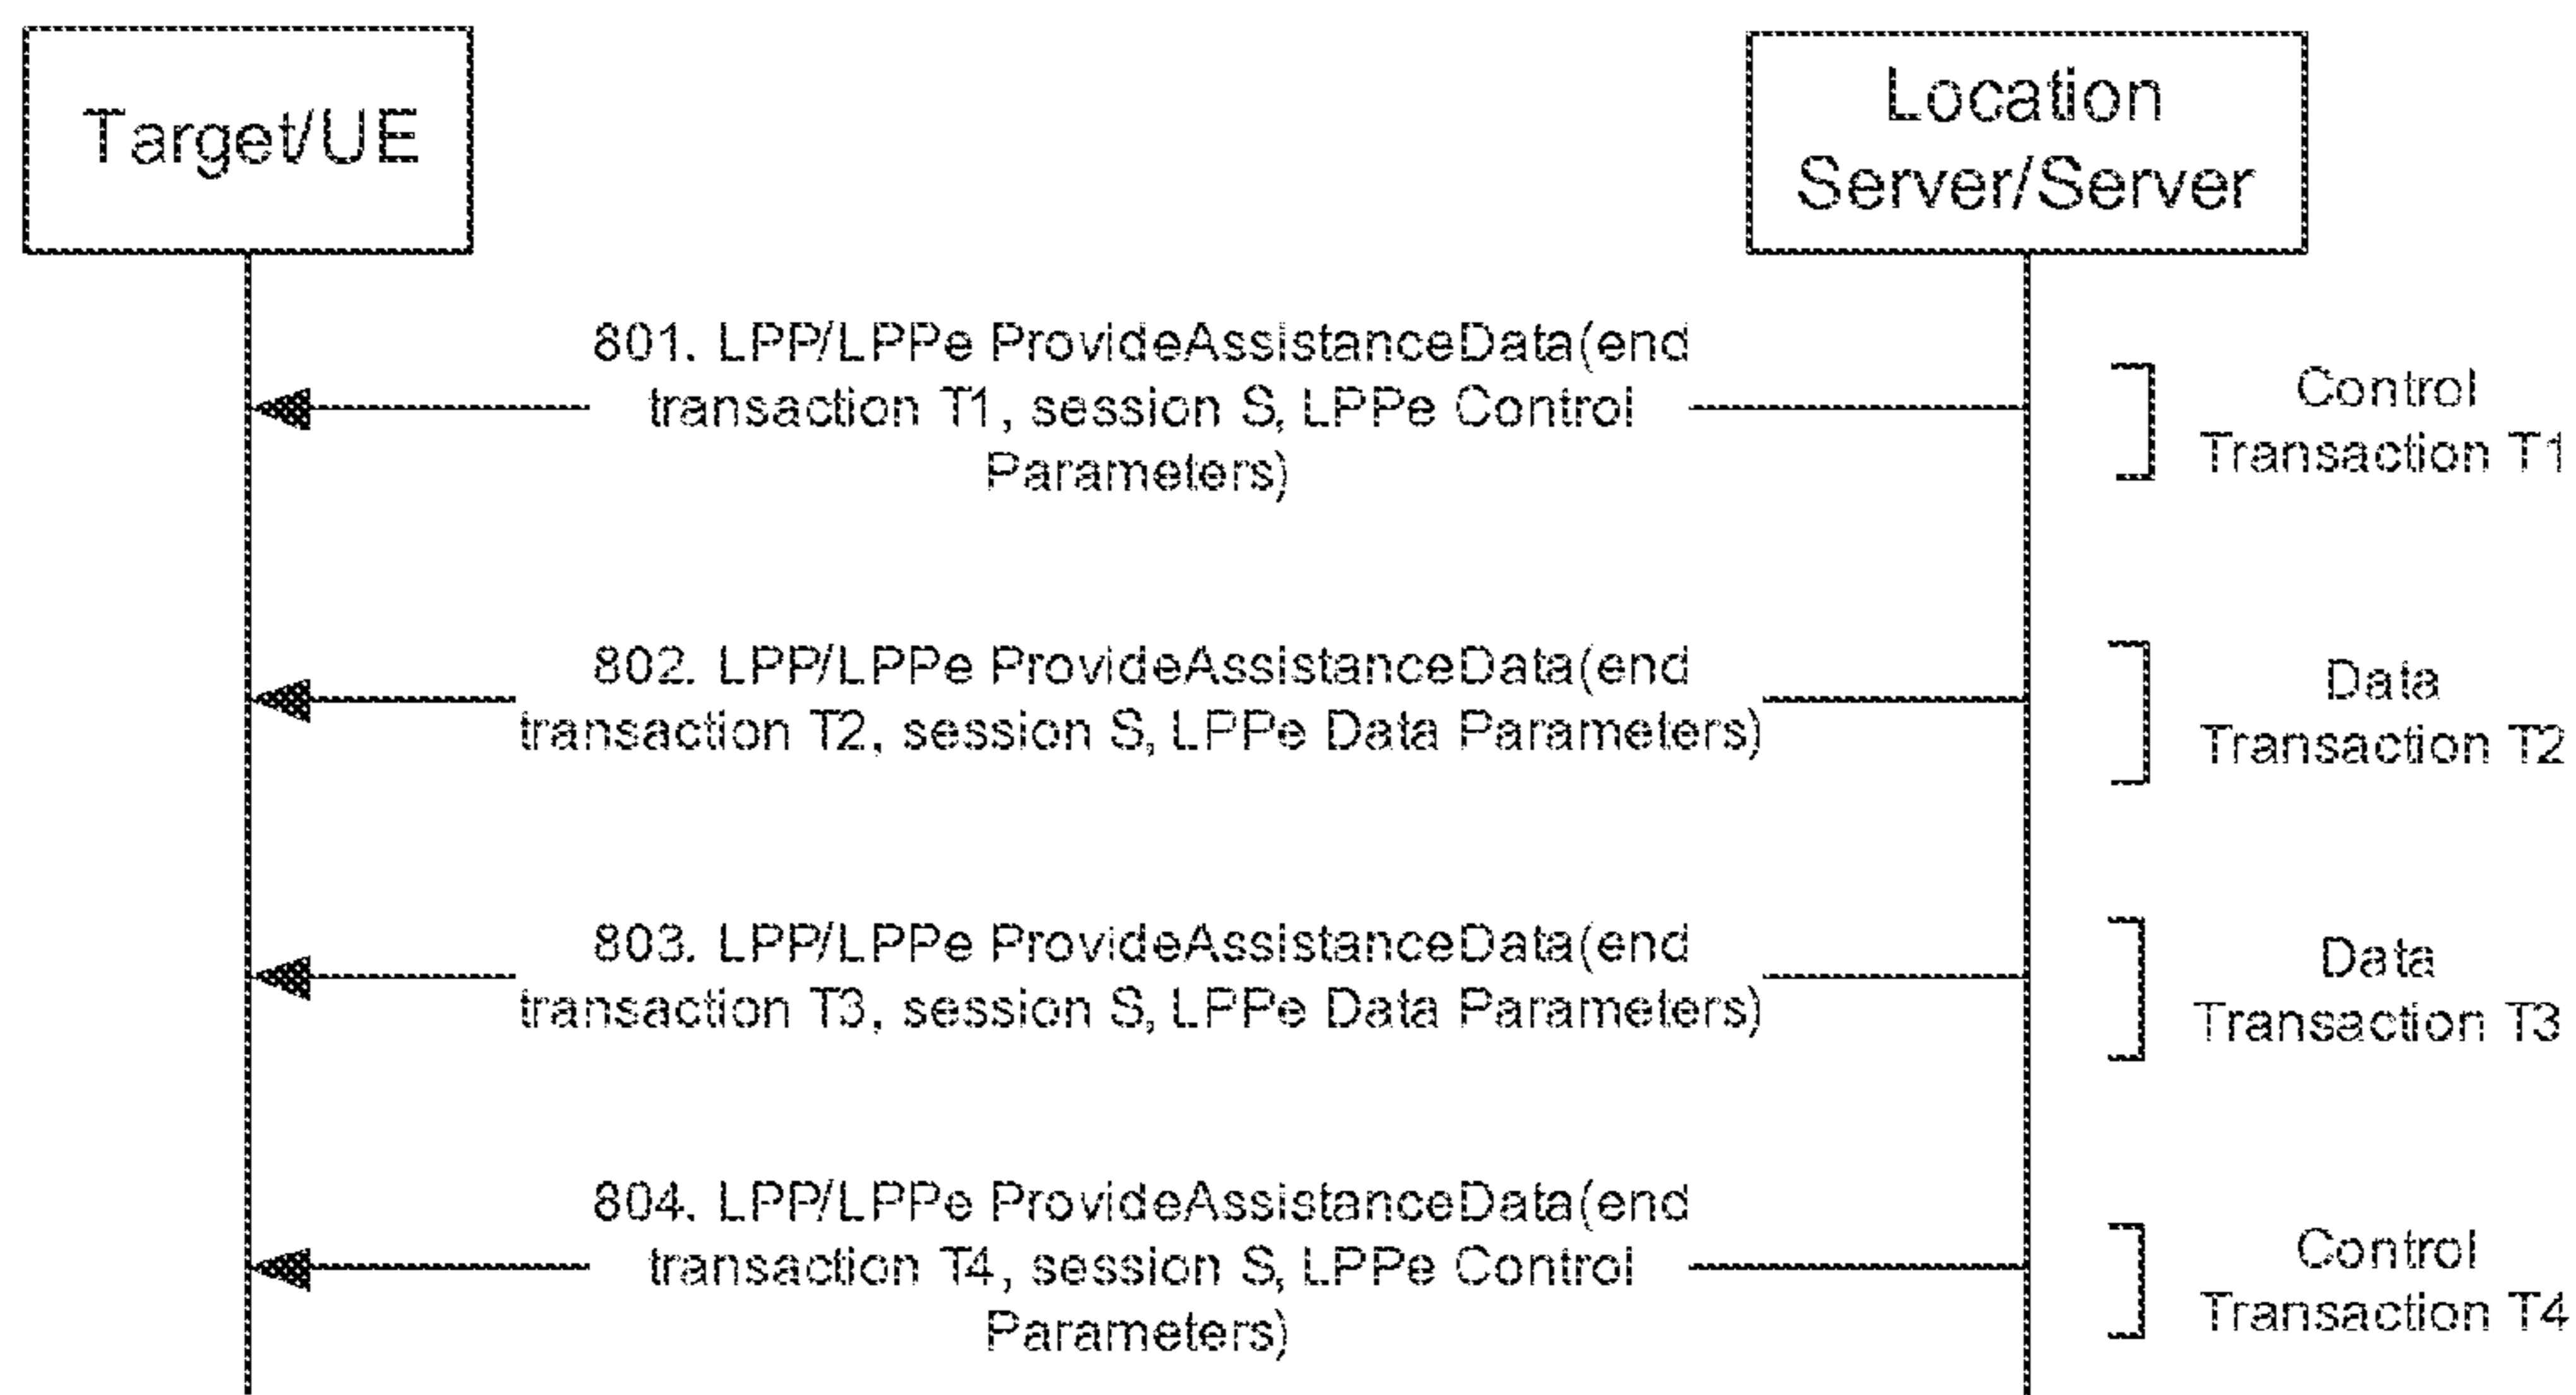 Target/UE
Location
Server/Server
801. LPP/LPPe ProvideAssistanceData(end
transaction T1, session S, LPPe Control
Parameters)
Control
Transaction T1
802. LPP/LPPe ProvideAssistanceData(end
transaction T2, session S, LPPe Data Parameters)
Data
Transaction T2
803. LPP/LPPe ProvideAssistanceData(end
transaction T3, session S, LPPe Data Parameters)
Data
Transaction T3
804. LPP/LPPe ProvideAssistanceData(end
transaction T4, session S, LPPe Control
Parameters)
Control
Transaction T4